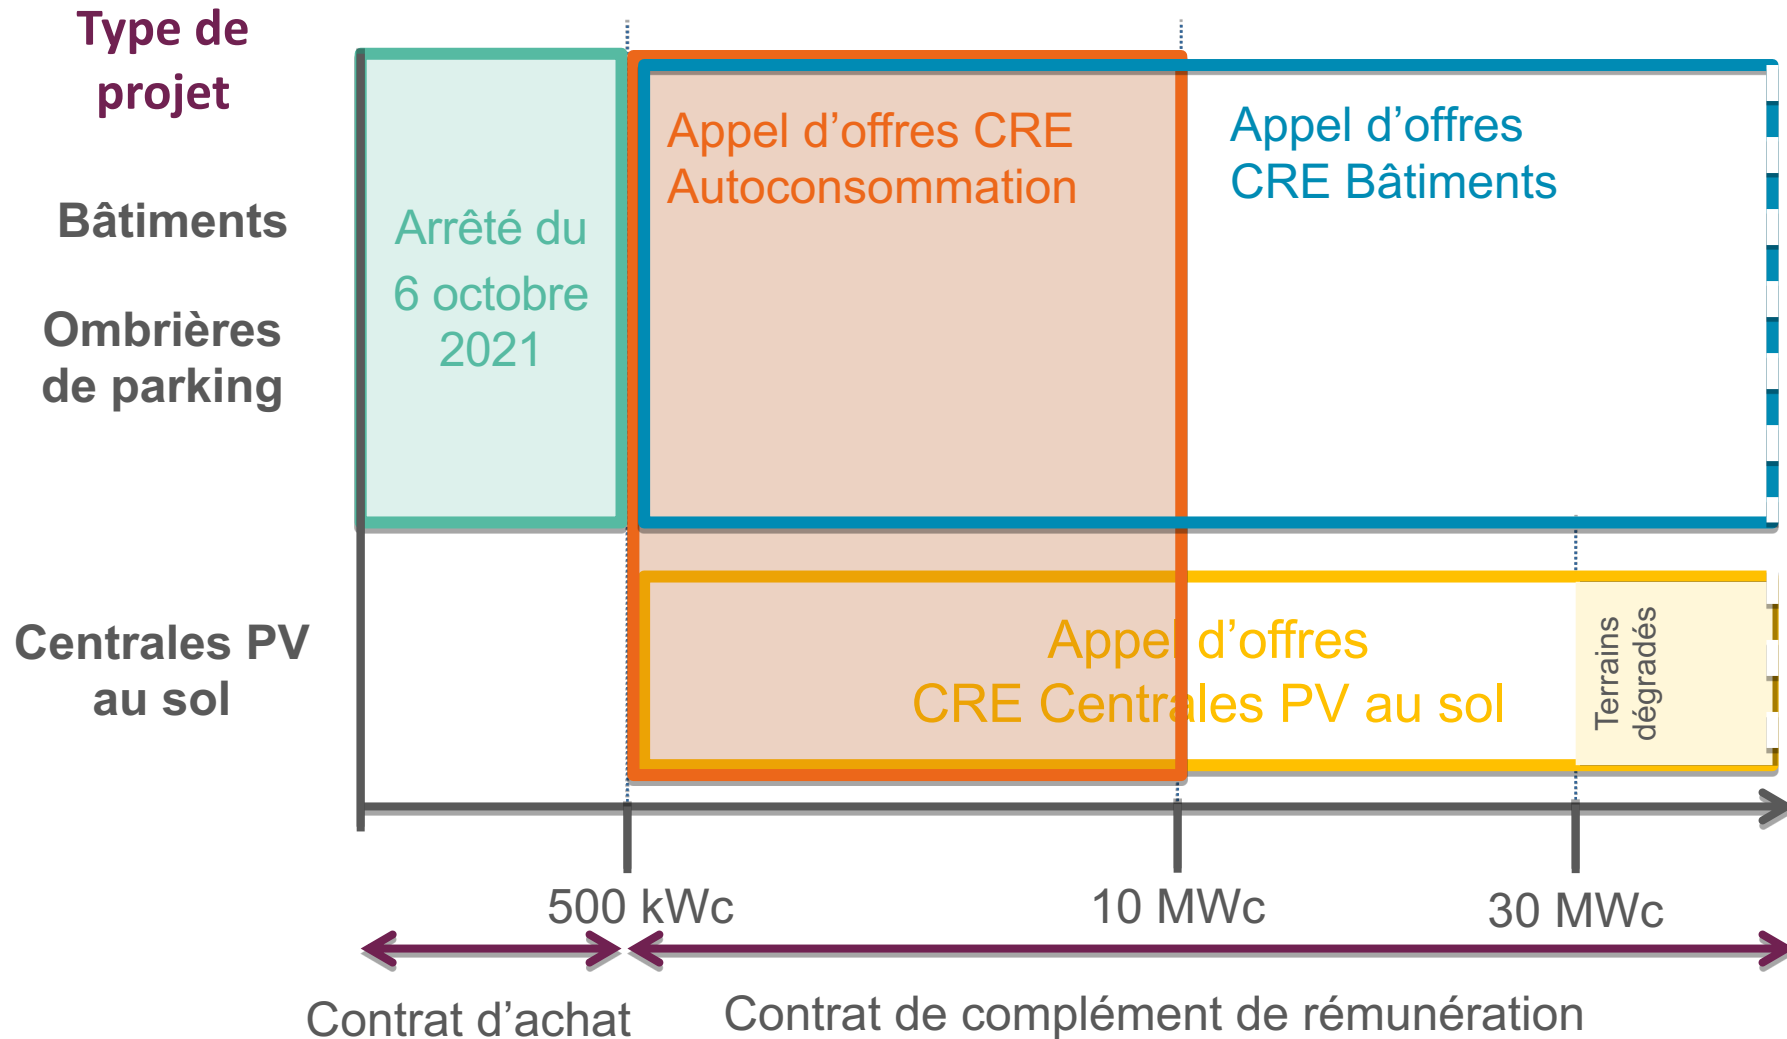 Type de
projet
Bâtiments
Ombrières
de parking
Centrales PV
au sol
Arrêté du
6 octobre
2021
Appel d’offres CRE
Autoconsommation
Appel d’offres
CRE Bâtiments
Appel d’offres
CRE Centrales PV au sol
Terrains
dégradés
500 kWc
10 MWc
30 MWc
Contrat d’achat
Contrat de complément de rémunération